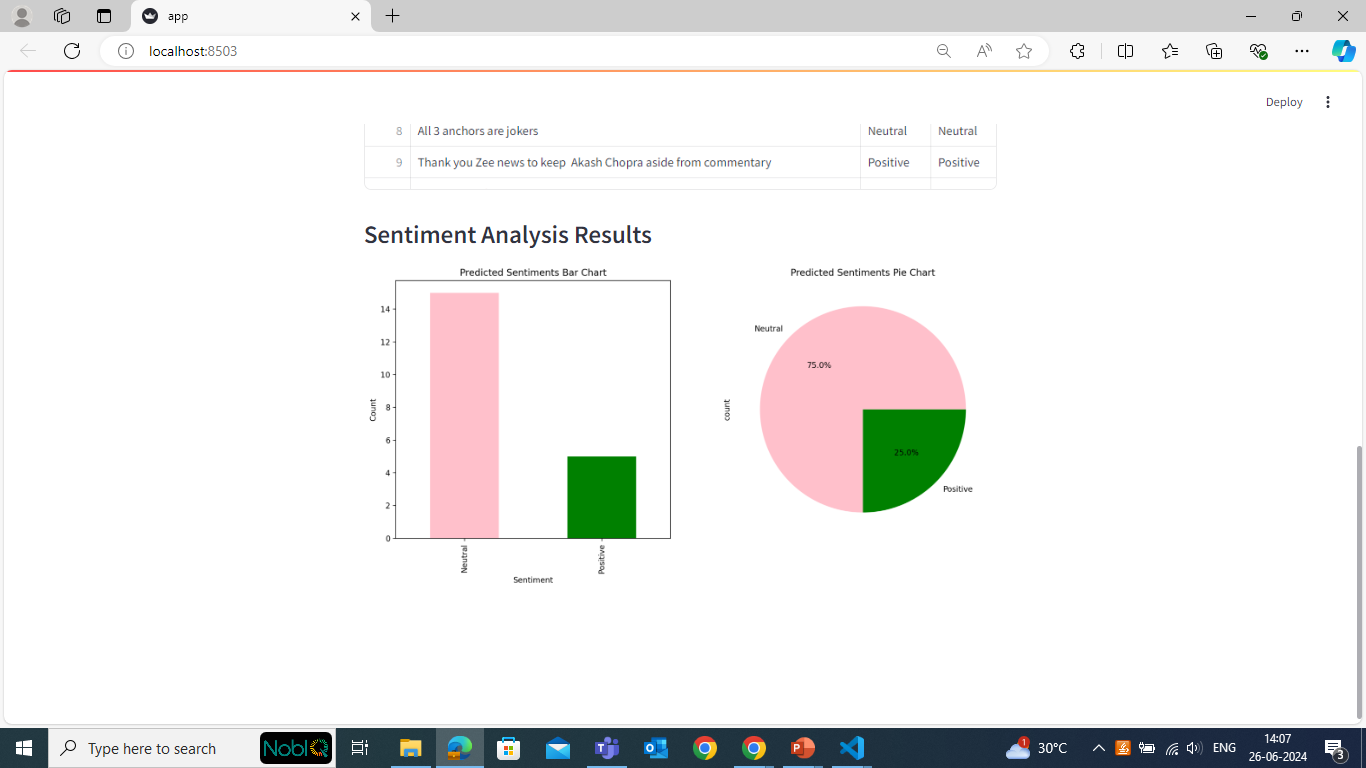 app
localhost:8503
Deploy
8 All 3 anchors are jokers Neutral Neutral
9 Thank you Zee news to keep Akash Chopra aside from commentary Positive Positive
Sentiment Analysis Results
Predicted Sentiments Bar Chart
14
12
10
8
6
4
2
0
Count
Neutral
Positive
Sentiment
Predicted Sentiments Pie Chart
Neutral
75.0%
count
25.0%
Positive
Type here to search
NoblQ
1
30°C
ENG
14:07
26-06-2024
3